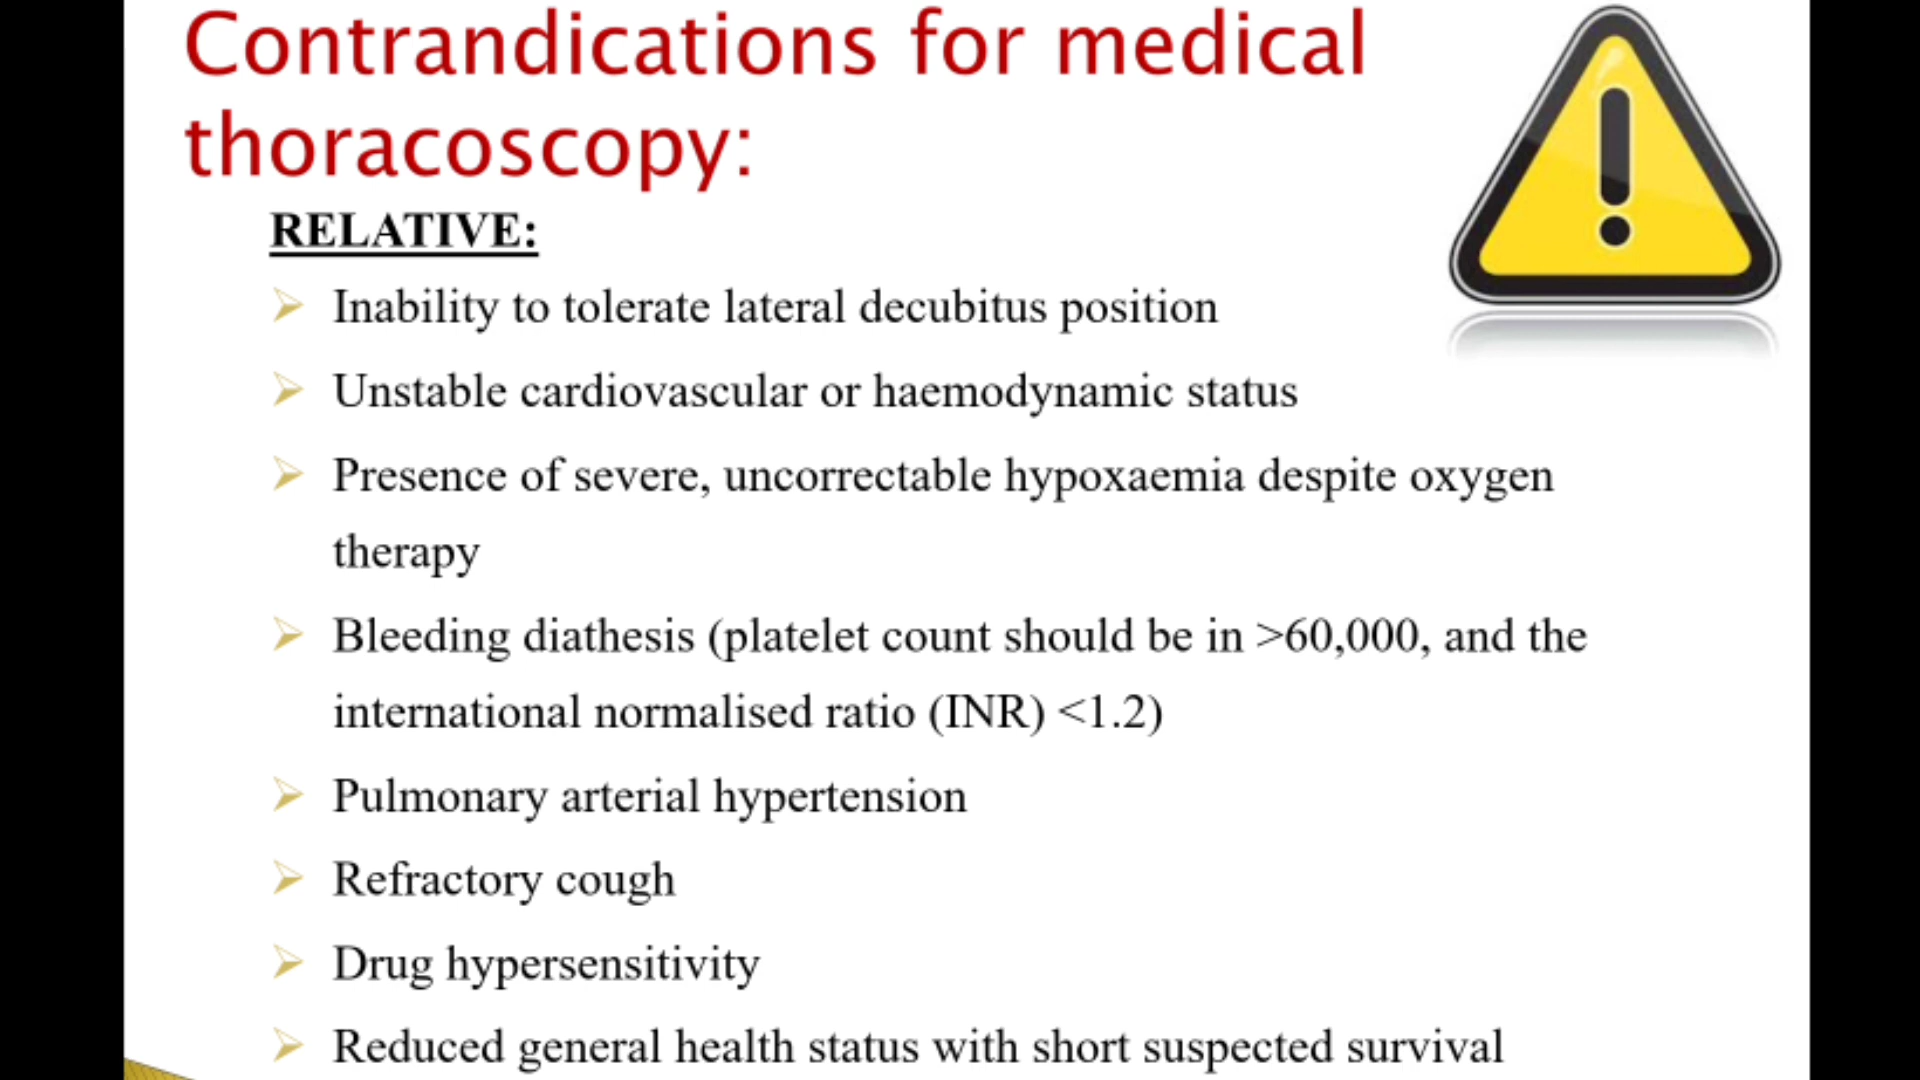 Contrandications for medical
thoracoscopy:
RELATIVE:
Inability to tolerate lateral decubitus position
Unstable cardiovascular or haemodynamic status
Presence of severe, uncorrectable hypoxaemia despite oxygen
therapy
Bleeding diathesis (platelet count should be in >60,000, and the
international normalised ratio (INR) <1.2)
Pulmonary arterial hypertension
Refractory cough
Drug hypersensitivity
Reduced general health status with short suspected survival